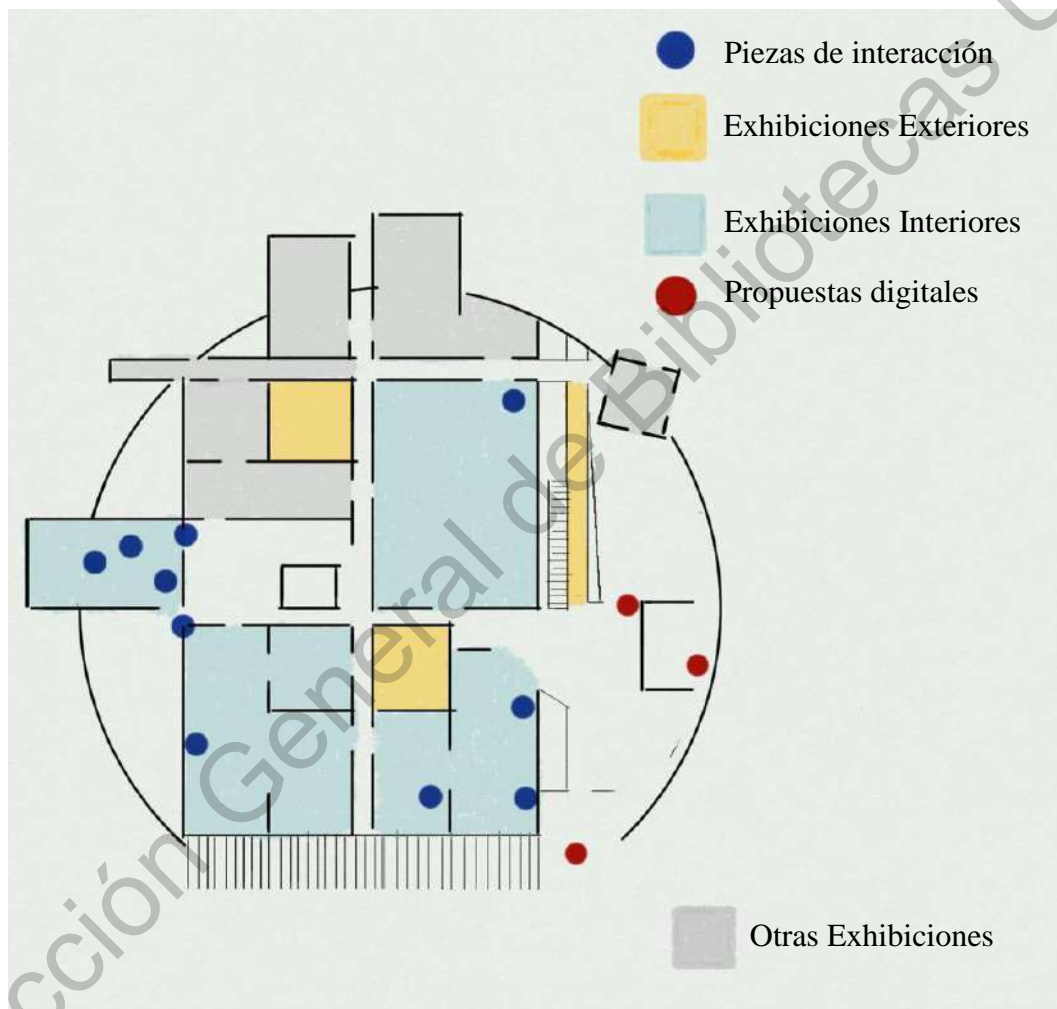 Piezas de interacción
Exhibiciones Exteriores
Exhibiciones Interiores
Propuestas digitales
Otras Exhibiciones
cción General de Bibliotecas U